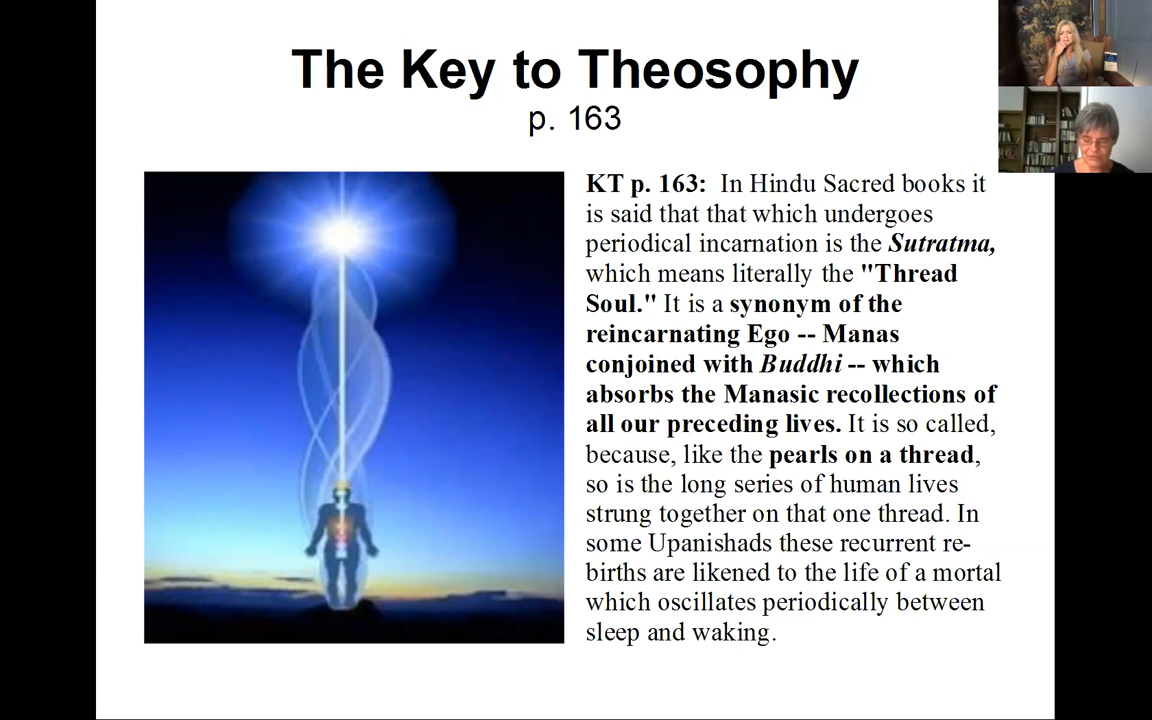 The Key to Theosophy
p. 163
KT p. 163: In Hindu Sacred books it
is said that that which undergoes
periodical incarnation is the Sutratma,
which means literally the "Thread
Soul." It is a synonym of the
reincarnating Ego -- Manas
conjoined with Buddhi -- which
absorbs the Manasic recollections of
all our preceding lives. It is so called,
because, like the pearls on a thread,
so is the long series of human lives
strung together on that one thread. In
some Upanishads these recurrent re-
births are likened to the life of a mortal
which oscillates periodically between
sleep and waking.